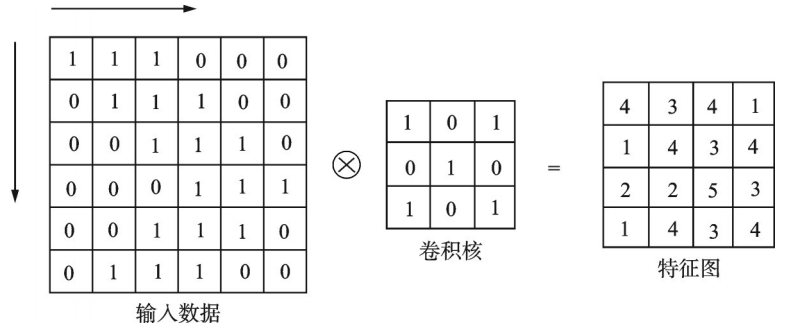 1 1 1 0 0 0
0 1 1 1 0 0
0 0 1 1 1 0
0 0 0 1 1 1
0 0 1 1 1 0
0 1 1 1 0 0
输入数据
⊗
1 0 1
0 1 0
1 0 1
卷积核
=
4 3 4 1
1 4 3 4
2 2 5 3
1 4 3 4
特征图